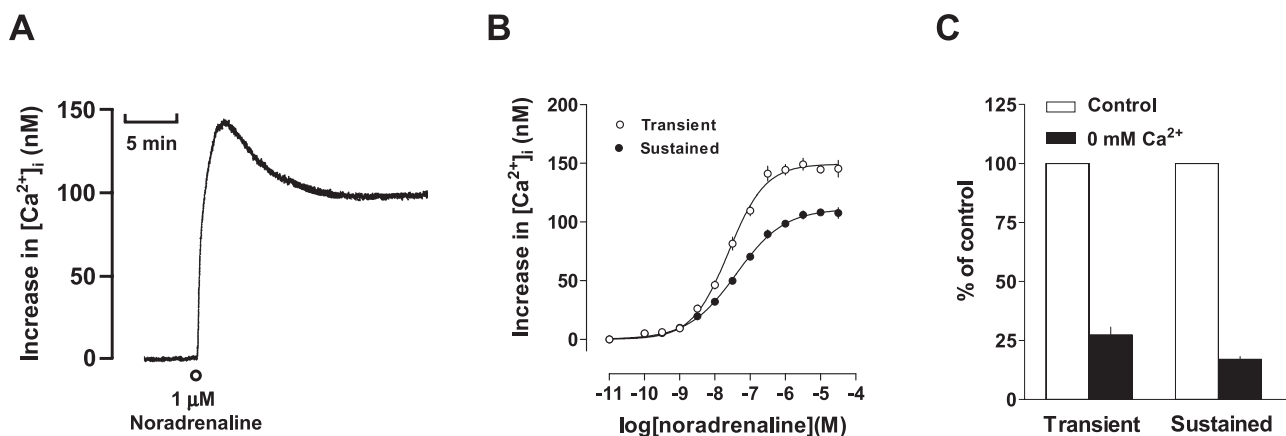 A
B
C
Increase in [Ca²⁺]ᵢ (nM)
150
100
50
0
5 min
1 µM
Noradrenaline
Increase in [Ca²⁺]ᵢ (nM)
200
150
100
50
0
Transient
Sustained
-11 -10 -9 -8 -7 -6 -5 -4
log[noradrenaline](M)
% of control
125
100
75
50
25
0
Control
0 mM Ca²⁺
Transient Sustained